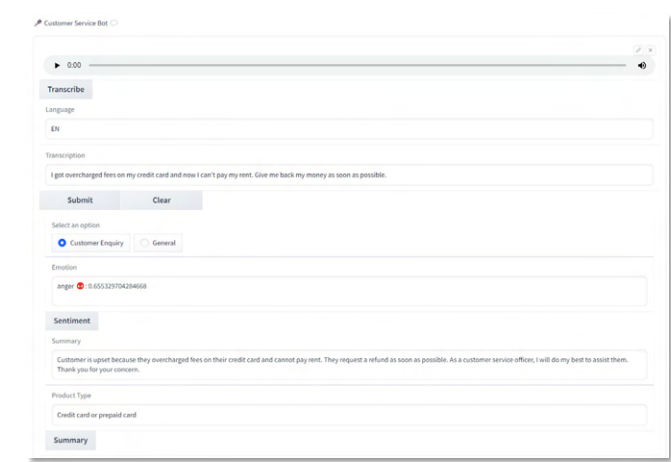 🎤 Customer Service Bot 💬
0:00
Transcribe
Language
EN
Transcription
I got overcharged fees on my credit card and now I can't pay my rent. Give me back my money as soon as possible.
Submit Clear
Select an option
Customer Enquiry General
Emotion
anger 😡: 0.655329704284668
Sentiment
Summary
Customer is upset because they overcharged fees on their credit card and cannot pay rent. They request a refund as soon as possible. As a customer service officer, I will do my best to assist them.
Thank you for your concern.
Product Type
Credit card or prepaid card
Summary